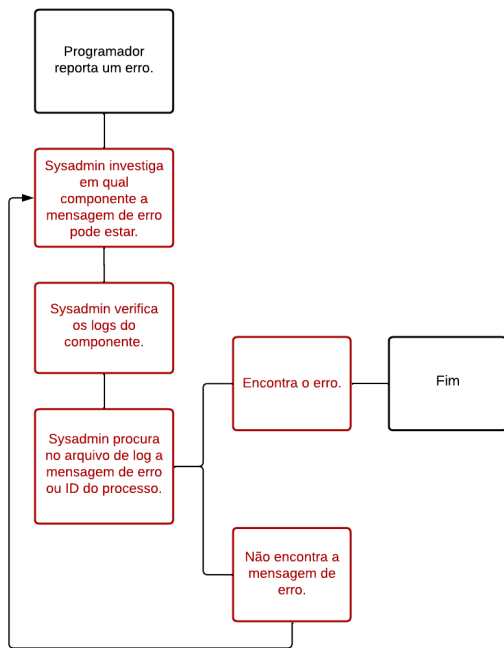 Programador
reporta um erro.
Sysadmin investiga
em qual
componente a
mensagem de erro
pode estar.
Sysadmin verifica
os logs do
componente.
Sysadmin procura
no arquivo de log a
mensagem de erro
ou ID do processo.
Encontra o erro.
Fim
Não encontra a
mensagem de
erro.